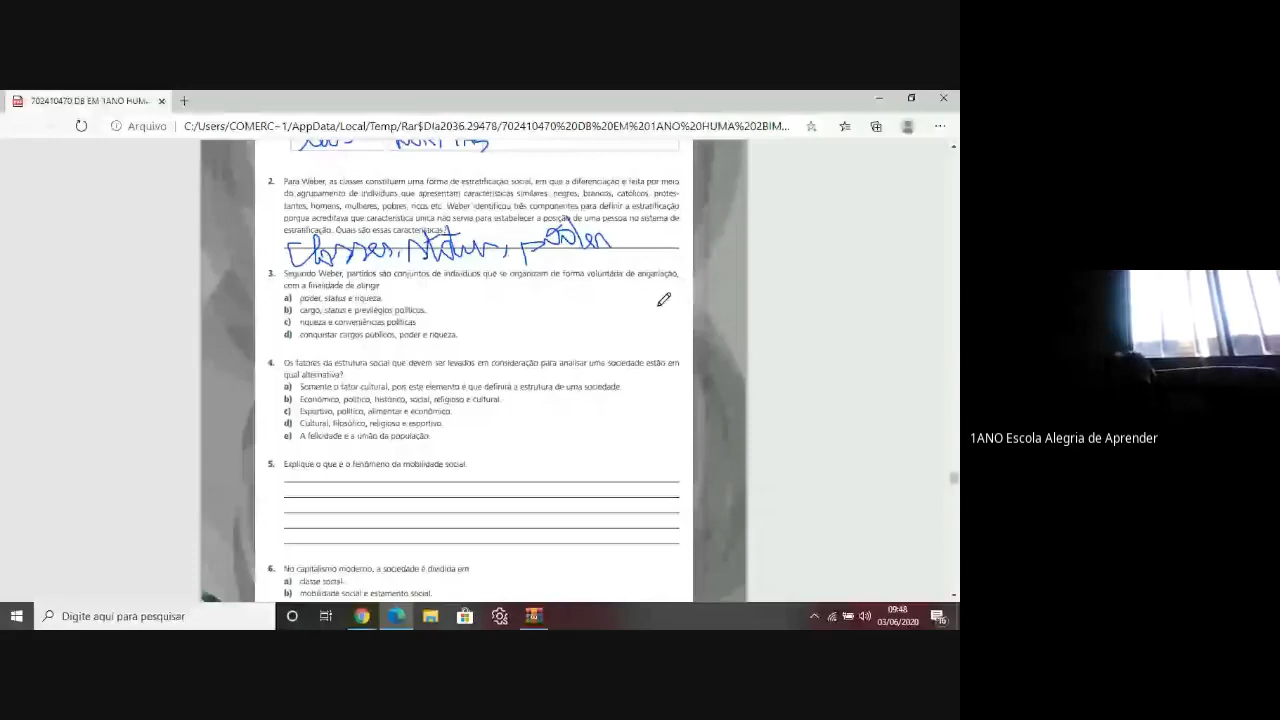 702410470 DB EM 1ANO HUM
Arquivo | C:/Users/COMERC~1/AppData/Local/Temp/Rar$DIa2036.29478/702410470%20DB%20EM%201ANO%20HUMA%202BIM...
2. Para Weber, as classes constituem uma forma de estratificação social, em que a diferenciação é feita por meio
do agrupamento de indivíduos que apresentam características similares: negros, brancos, católicos, protes-
tantes, homens, mulheres, pobres, ricos etc. Weber identificou três componentes para definir a estratificação
porque acreditava que característica única não servia para estabelecer a posição de uma pessoa no sistema de
estratificação. Quais são essas características?
Classes, status, poder
3. Segundo Weber, partidos são conjuntos de indivíduos que se organizam de forma voluntária de angariação,
com a finalidade de atingir
a) poder, status e riqueza.
b) cargo, status e previlégios políticos.
c) riqueza e conveniências políticas
d) conquistar cargos públicos, poder e riqueza.
4. Os fatores da estrutura social que devem ser levados em consideração para analisar uma sociedade estão em
qual alternativa?
a) Somente o fator cultural, pois este elemento é que definirá a estrutura de uma sociedade.
b) Econômico, político, histórico, social, religioso e cultural.
c) Esportivo, político, alimentar e econômico.
d) Cultural, filosófico, religioso e esportivo.
e) A felicidade e a união da população.
5. Explique o que é o fenômeno da mobilidade social.
6. No capitalismo moderno, a sociedade é dividida em
a) classe social.
b) mobilidade social e estamento social.
1ANO Escola Alegria de Aprender
Digite aqui para pesquisar
09:48
03/06/2020